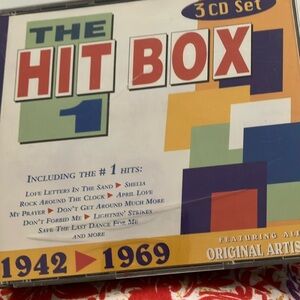 3 CD Set
THE
HIT BOX
1
INCLUDING THE # 1 HITS:
LOVE LETTERS IN THE SAND ▶ SHELIA
ROCK AROUND THE CLOCK ▶ APRIL LOVE
MY PRAYER ▶ DON'T GET AROUND MUCH MORE
DON'T FORBID ME ▶ LIGHTNIN' STRIKES
SAVE THE LAST DANCE FOR ME
AND MORE
FEATURING ALL
ORIGINAL ARTIS
1942 ▶ 1969